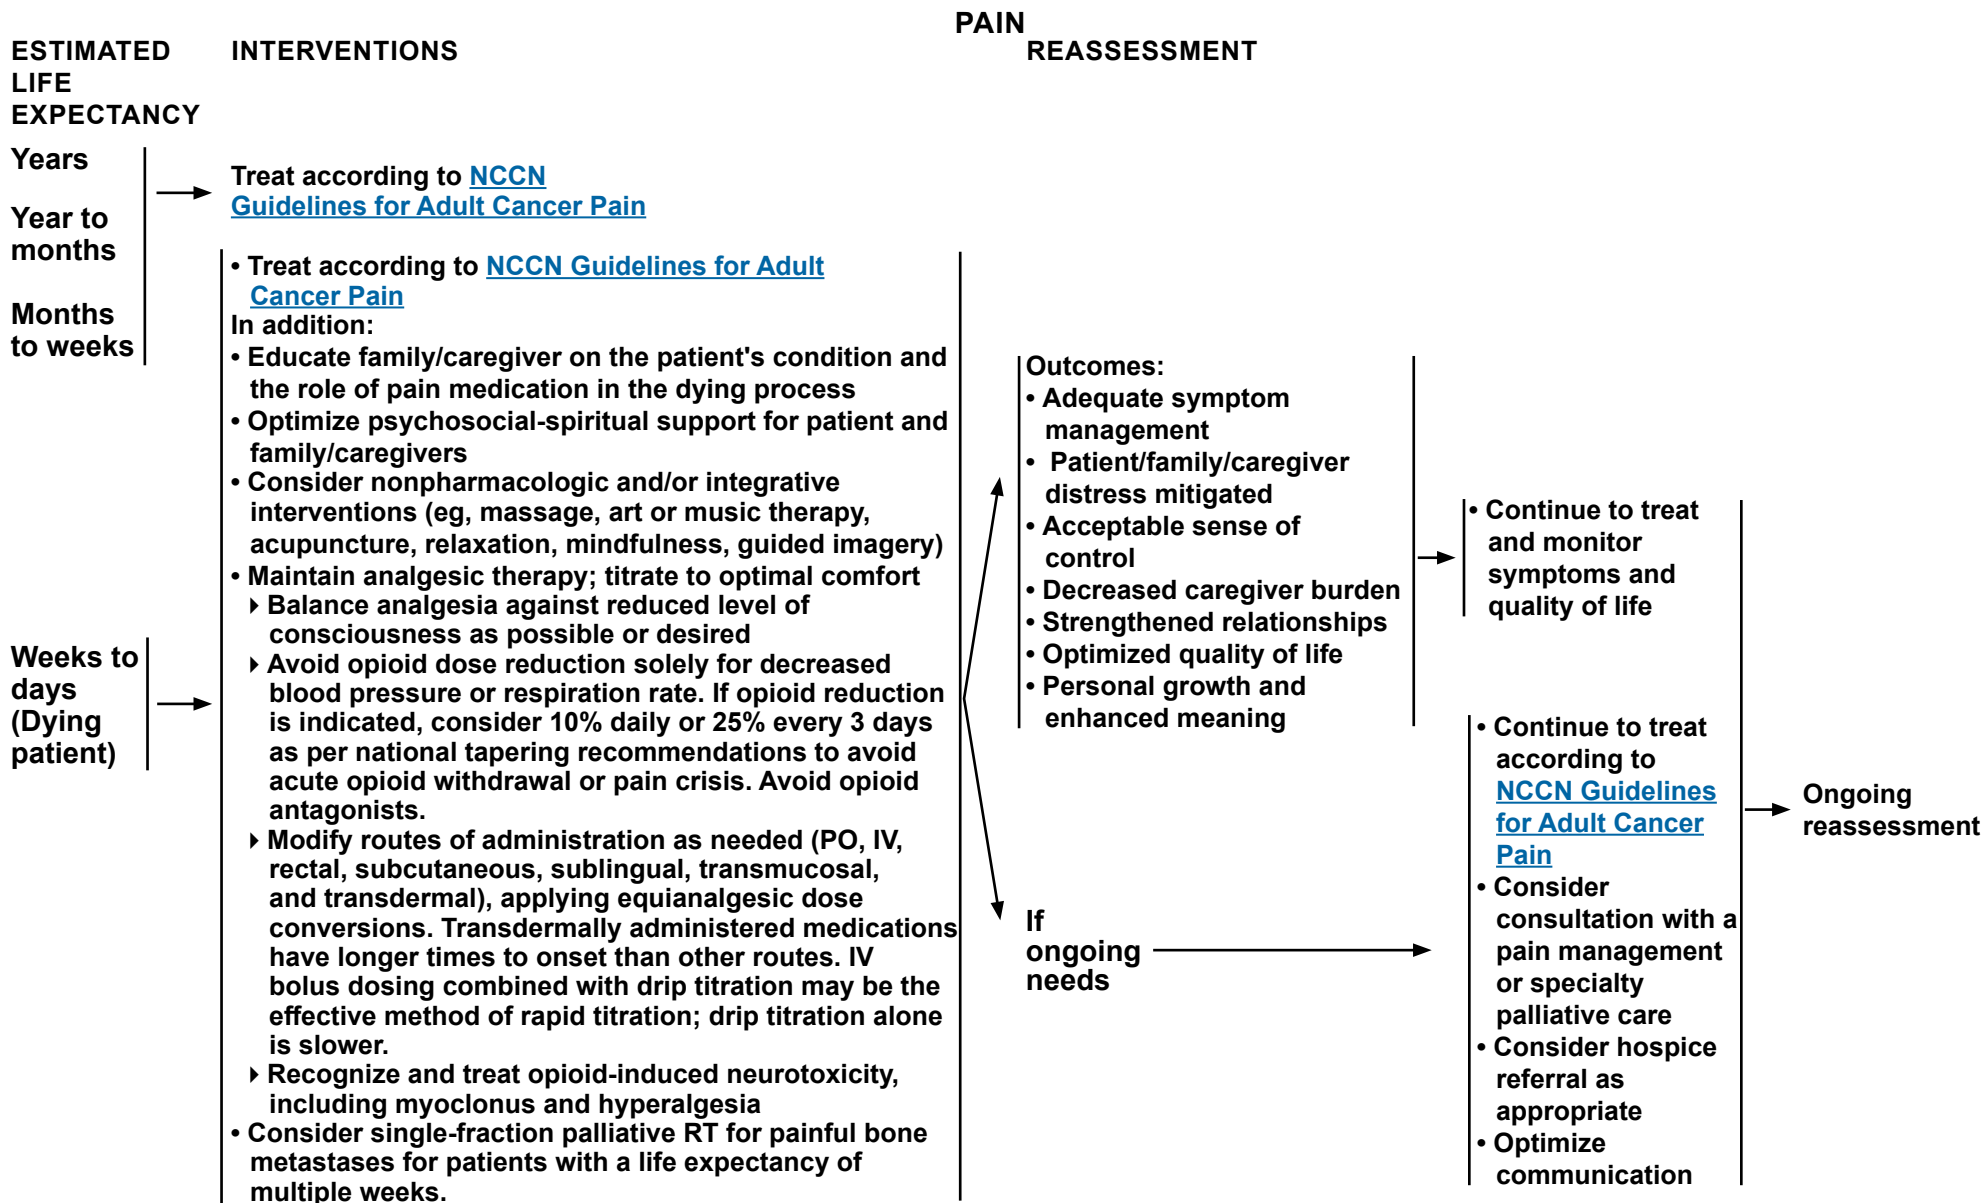 PAIN
ESTIMATED
LIFE
EXPECTANCY
INTERVENTIONS
REASSESSMENT
Years
Year to
months
Months
to weeks
Treat according to NCCN
Guidelines for Adult Cancer Pain
Weeks to
days
(Dying
patient)
• Treat according to NCCN Guidelines for Adult
Cancer Pain
In addition:
• Educate family/caregiver on the patient's condition and
the role of pain medication in the dying process
• Optimize psychosocial-spiritual support for patient and
family/caregivers
• Consider nonpharmacologic and/or integrative
interventions (eg, massage, art or music therapy,
acupuncture, relaxation, mindfulness, guided imagery)
• Maintain analgesic therapy; titrate to optimal comfort
▸ Balance analgesia against reduced level of
consciousness as possible or desired
▸ Avoid opioid dose reduction solely for decreased
blood pressure or respiration rate. If opioid reduction
is indicated, consider 10% daily or 25% every 3 days
as per national tapering recommendations to avoid
acute opioid withdrawal or pain crisis. Avoid opioid
antagonists.
▸ Modify routes of administration as needed (PO, IV,
rectal, subcutaneous, sublingual, transmucosal,
and transdermal), applying equianalgesic dose
conversions. Transdermally administered medications
have longer times to onset than other routes. IV
bolus dosing combined with drip titration may be the
effective method of rapid titration; drip titration alone
is slower.
▸ Recognize and treat opioid-induced neurotoxicity,
including myoclonus and hyperalgesia
• Consider single-fraction palliative RT for painful bone
metastases for patients with a life expectancy of
multiple weeks.
Outcomes:
• Adequate symptom
management
• Patient/family/caregiver
distress mitigated
• Acceptable sense of
control
• Decreased caregiver burden
• Strengthened relationships
• Optimized quality of life
• Personal growth and
enhanced meaning
• Continue to treat
and monitor
symptoms and
quality of life
If
ongoing
needs
• Continue to treat
according to
NCCN Guidelines
for Adult Cancer
Pain
• Consider
consultation with a
pain management
or specialty
palliative care
• Consider hospice
referral as
appropriate
• Optimize
communication
Ongoing
reassessment